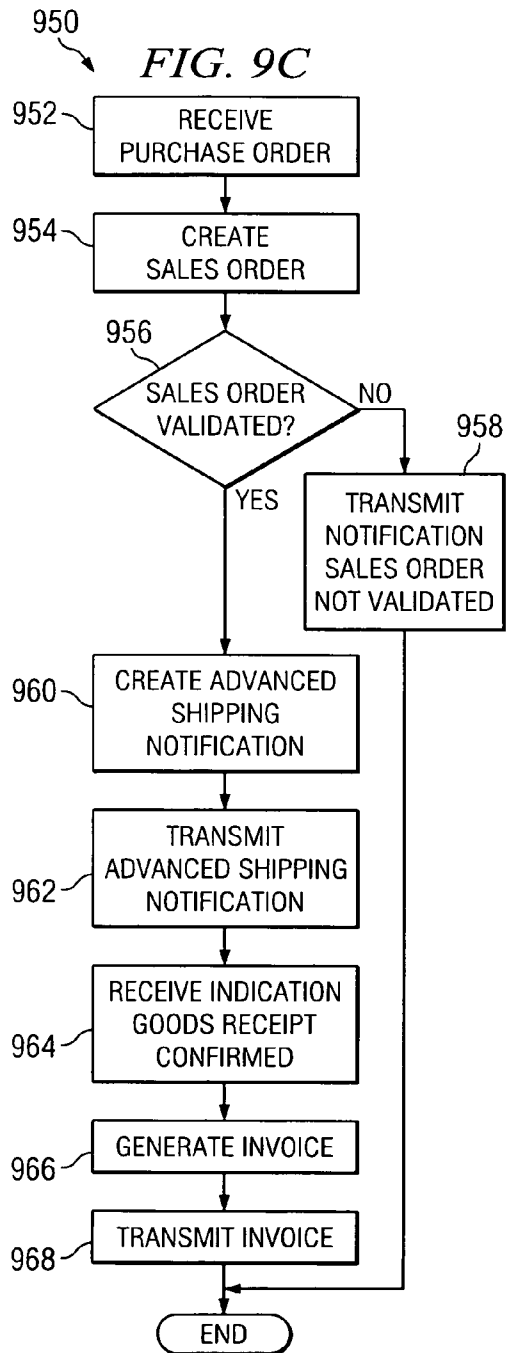 950
FIG. 9C
952
RECEIVE
PURCHASE ORDER
954
CREATE
SALES ORDER
956
SALES ORDER
VALIDATED?
NO
YES
958
TRANSMIT
NOTIFICATION
SALES ORDER
NOT VALIDATED
960
CREATE ADVANCED
SHIPPING
NOTIFICATION
962
TRANSMIT
ADVANCED SHIPPING
NOTIFICATION
964
RECEIVE INDICATION
GOODS RECEIPT
CONFIRMED
966
GENERATE INVOICE
968
TRANSMIT INVOICE
END